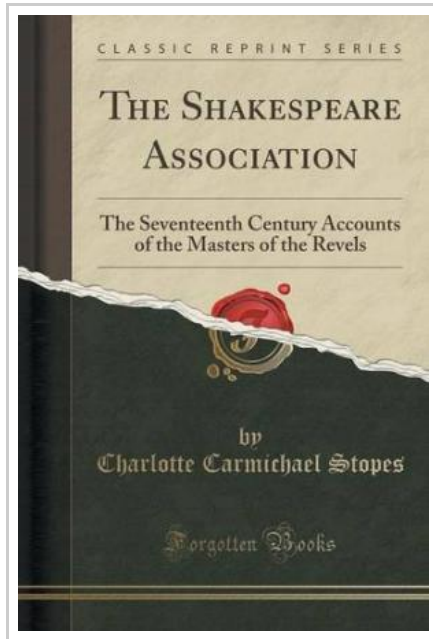 CLASSIC REPRINT SERIES
THE SHAKESPEARE
ASSOCIATION
The Seventeenth Century Accounts
of the Masters of the Revels
by
Charlotte Carmichael Stopes
Forgotten Books